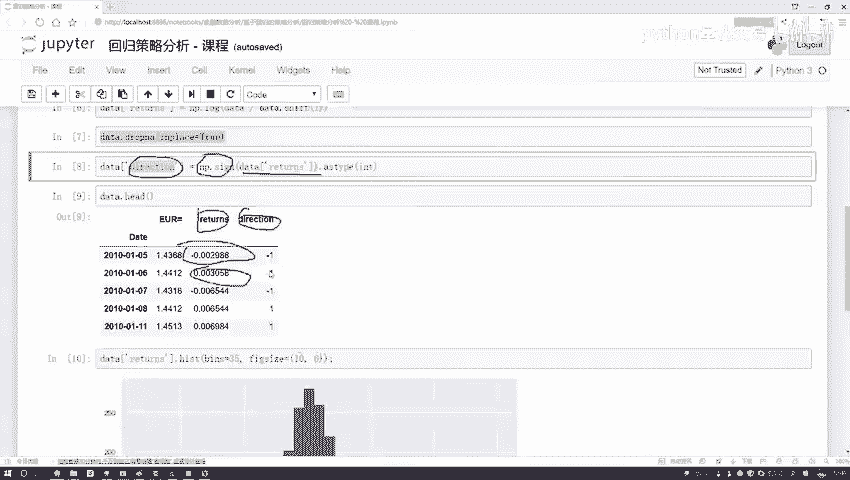 jupyter 回归策略分析 - 课程 (autosaved)
Logout
File Edit View Insert Cell Kernel Widgets Help
Not Trusted Python 3
Code
In [6]: data['returns'] = np.log(data / data.shift(1))
In [7]: data.dropna(inplace=True)
In [8]: data['direction'] = np.sign(data['returns']).astype(int)
In [9]: data.head()
Out[9]:
EUR= returns direction
Date
2010-01-05 1.4368 -0.002988 -1
2010-01-06 1.4412 0.003058 1
2010-01-07 1.4318 -0.006544 -1
2010-01-08 1.4412 0.006544 1
2010-01-11 1.4513 0.006984 1
In [10]: data['returns'].hist(bins=35, figsize=(10, 6));
250
200